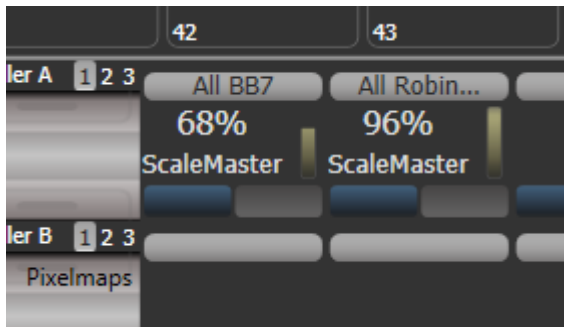 42 43
ler A 1 2 3
All BB7 All Robin...
68% 96%
ScaleMaster ScaleMaster
ler B 1 2 3
Pixelmaps